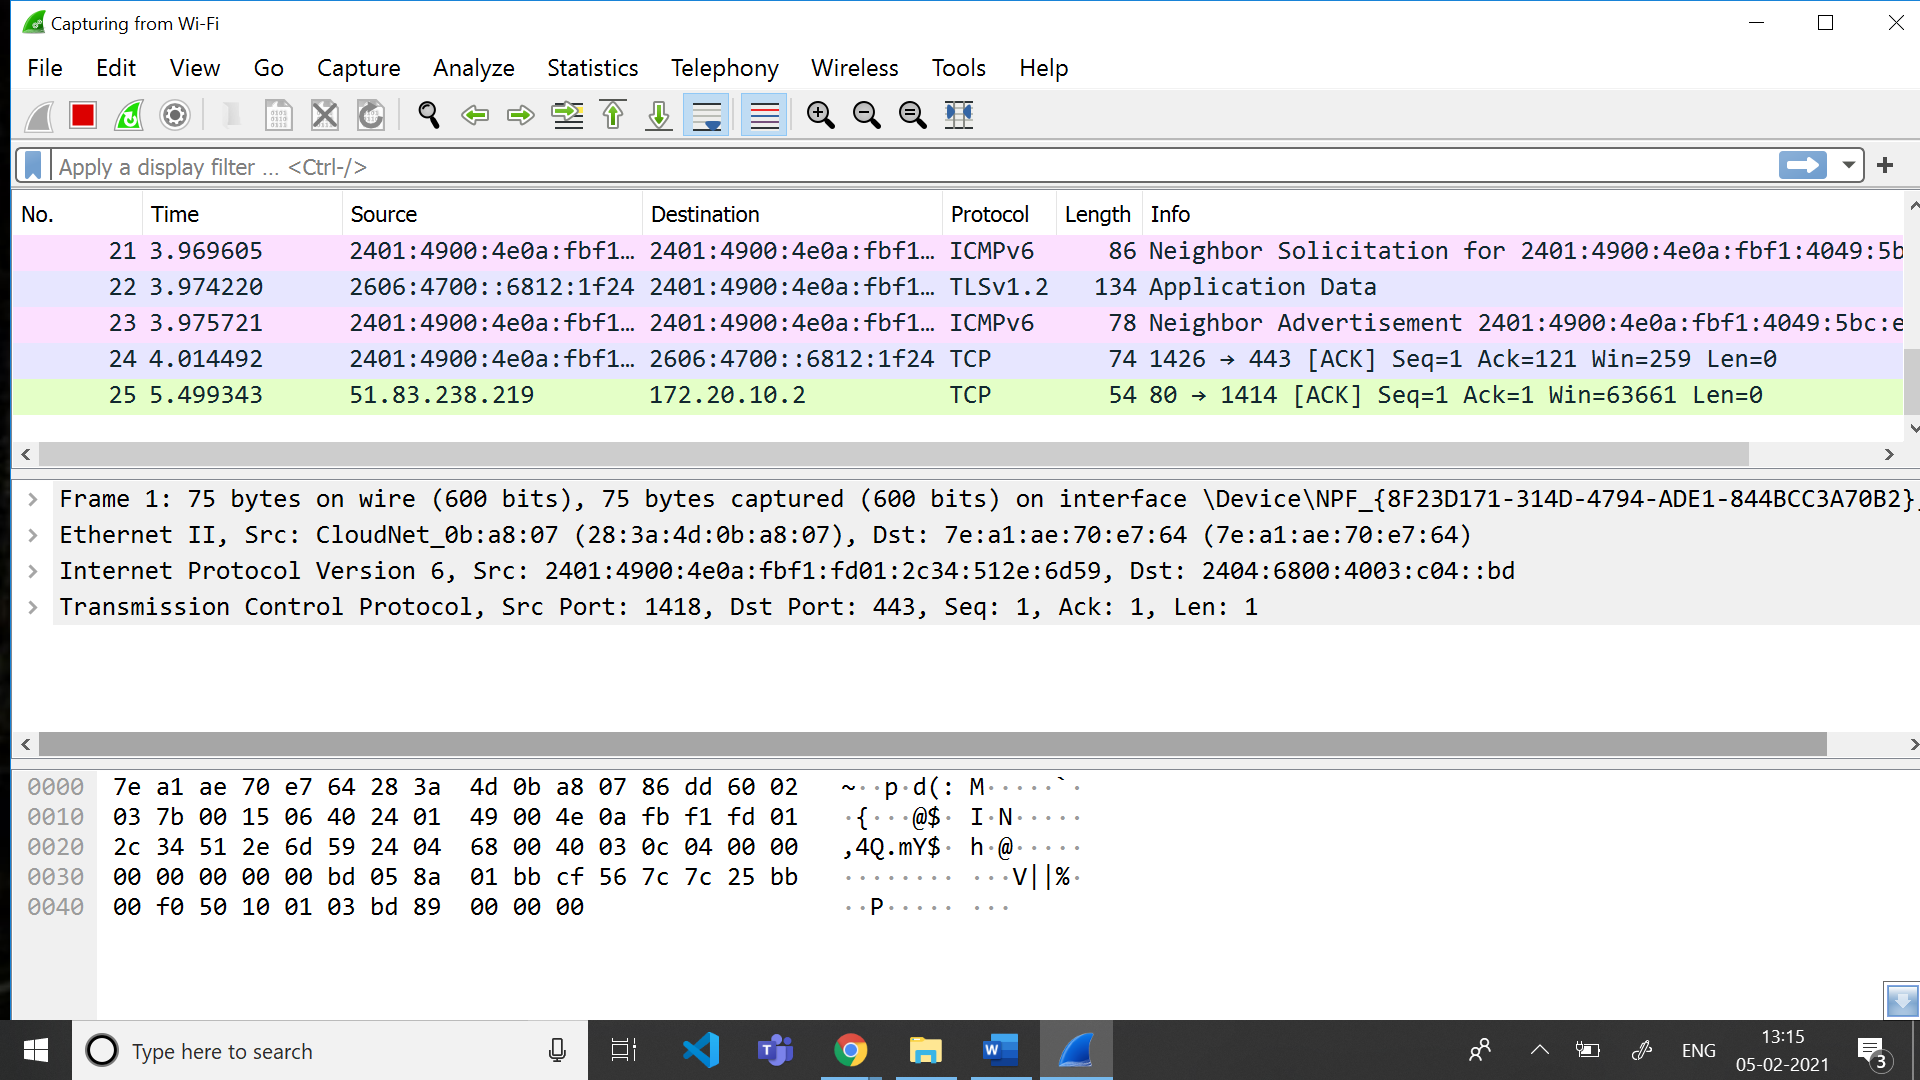 Capturing from Wi-Fi
File Edit View Go Capture Analyze Statistics Telephony Wireless Tools Help
Apply a display filter ... <Ctrl-/>
No. Time Source Destination Protocol Length Info
21 3.969605 2401:4900:4e0a:fbf1… 2401:4900:4e0a:fbf1… ICMPv6 86 Neighbor Solicitation for 2401:4900:4e0a:fbf1:4049:5b
22 3.974220 2606:4700::6812:1f24 2401:4900:4e0a:fbf1… TLSv1.2 134 Application Data
23 3.975721 2401:4900:4e0a:fbf1… 2401:4900:4e0a:fbf1… ICMPv6 78 Neighbor Advertisement 2401:4900:4e0a:fbf1:4049:5bc:e
24 4.014492 2401:4900:4e0a:fbf1… 2606:4700::6812:1f24 TCP 74 1426 → 443 [ACK] Seq=1 Ack=121 Win=259 Len=0
25 5.499343 51.83.238.219 172.20.10.2 TCP 54 80 → 1414 [ACK] Seq=1 Ack=1 Win=63661 Len=0
Frame 1: 75 bytes on wire (600 bits), 75 bytes captured (600 bits) on interface \Device\NPF_{8F23D171-314D-4794-ADE1-844BCC3A70B2},
Ethernet II, Src: CloudNet_0b:a8:07 (28:3a:4d:0b:a8:07), Dst: 7e:a1:ae:70:e7:64 (7e:a1:ae:70:e7:64)
Internet Protocol Version 6, Src: 2401:4900:4e0a:fbf1:fd01:2c34:512e:6d59, Dst: 2404:6800:4003:c04::bd
Transmission Control Protocol, Src Port: 1418, Dst Port: 443, Seq: 1, Ack: 1, Len: 1
0000 7e a1 ae 70 e7 64 28 3a 4d 0b a8 07 86 dd 60 02 ~··p·d(: M·····`·
0010 03 7b 00 15 06 40 24 01 49 00 4e 0a fb f1 fd 01 ·{···@$· I·N·····
0020 2c 34 51 2e 6d 59 24 04 68 00 40 03 0c 04 00 00 ,4Q.mY$· h·@·····
0030 00 00 00 00 00 bd 05 8a 01 bb cf 56 7c 7c 25 bb ········ ···V||%·
0040 00 f0 50 10 01 03 bd 89 00 00 00 ··P····· ···
Type here to search
ENG
13:15
05-02-2021
3